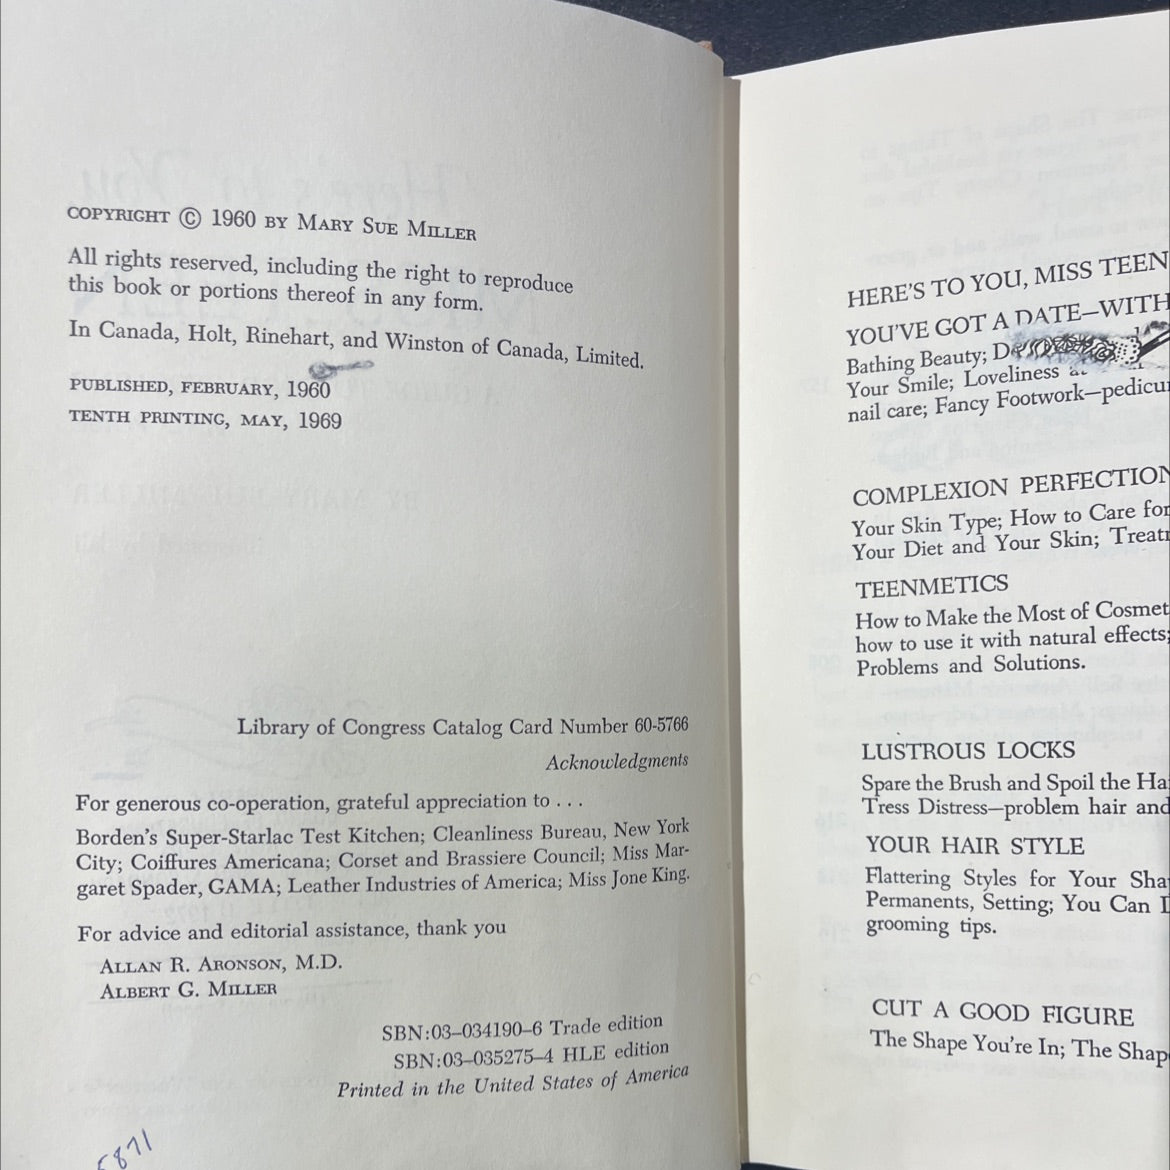 COPYRIGHT © 1960 BY MARY SUE MILLER
All rights reserved, including the right to reproduce
this book or portions thereof in any form.
In Canada, Holt, Rinehart, and Winston of Canada, Limited.
PUBLISHED, FEBRUARY, 1960
TENTH PRINTING, MAY, 1969
Library of Congress Catalog Card Number 60-5766
Acknowledgments
For generous co-operation, grateful appreciation to . . .
Borden's Super-Starlac Test Kitchen; Cleanliness Bureau, New York
City; Coiffures Americana; Corset and Brassiere Council; Miss Mar-
garet Spader, GAMA; Leather Industries of America; Miss Jone King.
For advice and editorial assistance, thank you
ALLAN R. ARONSON, M.D.
ALBERT G. MILLER
SBN:03-034190-6 Trade edition
SBN:03-035275-4 HLE edition
Printed in the United States of America
HERE'S TO YOU, MISS TEEN
YOU'VE GOT A DATE—WITH
Bathing Beauty;
Your Smile; Loveliness
nail care; Fancy Footwork—pedicu
COMPLEXION PERFECTION
Your Skin Type; How to Care for
Your Diet and Your Skin; Treat
TEENMETICS
How to Make the Most of Cosmet
how to use it with natural effects;
Problems and Solutions.
LUSTROUS LOCKS
Spare the Brush and Spoil the Ha
Tress Distress—problem hair and
YOUR HAIR STYLE
Flattering Styles for Your Sha
Permanents, Setting; You Can
grooming tips.
CUT A GOOD FIGURE
The Shape You're In; The Shap